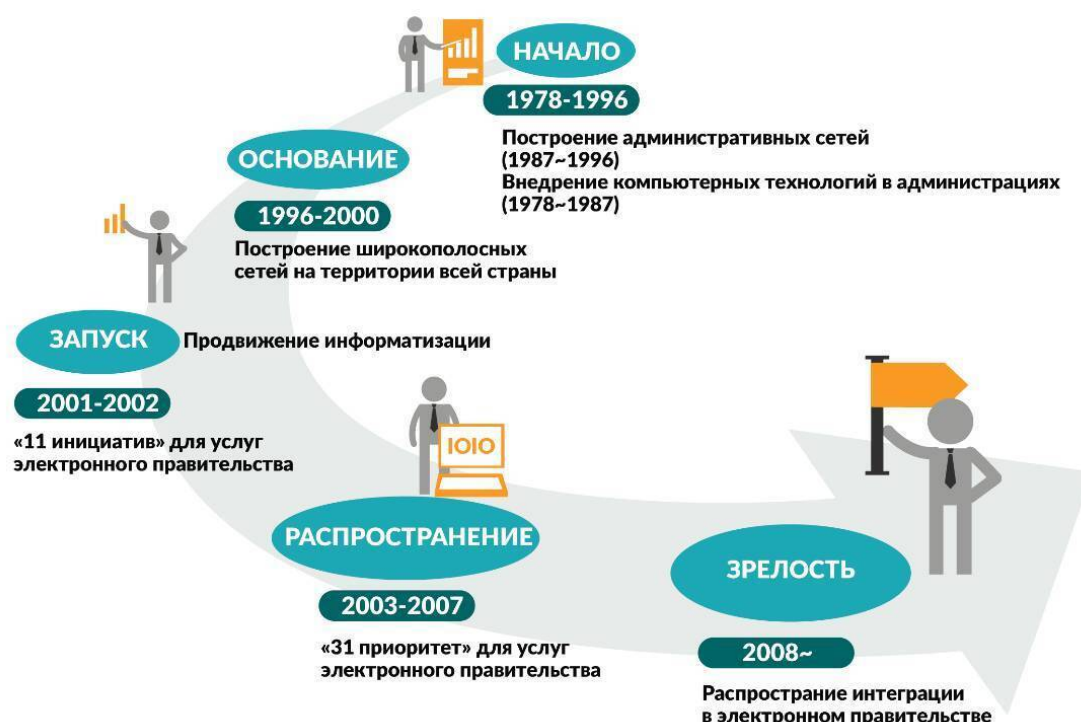 НАЧАЛО
1978-1996
Построение административных сетей
(1987~1996)
Внедрение компьютерных технологий в администрациях
(1978~1987)
ОСНОВАНИЕ
1996-2000
Построение широкополосных
сетей на территории всей страны
ЗАПУСК
Продвижение информатизации
2001-2002
«11 инициатив» для услуг
электронного правительства
IOIO
РАСПРОСТРАНЕНИЕ
2003-2007
«31 приоритет» для услуг
электронного правительства
ЗРЕЛОСТЬ
2008~
Распростране интеграции
в электронном правительстве